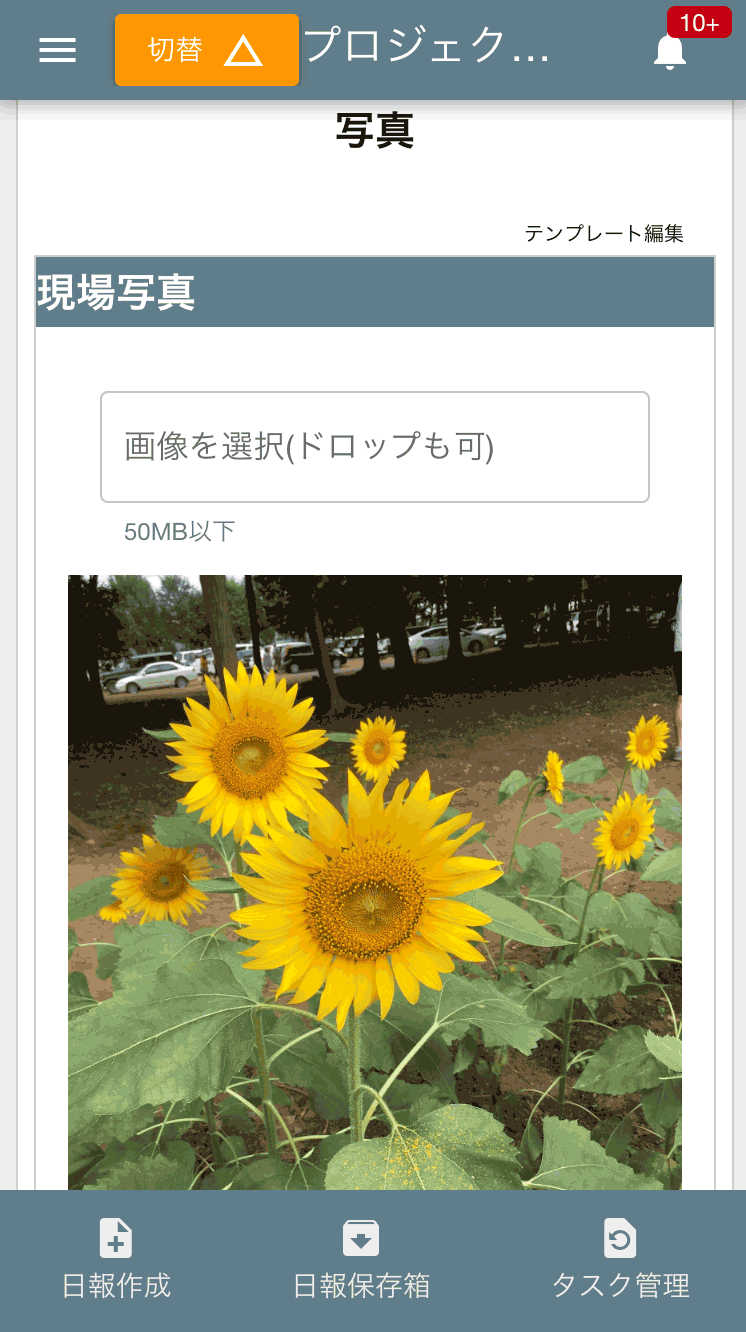 切替
プロジェク...
10+
写真
テンプレート編集
現場写真
画像を選択(ドロップも可)
50MB以下
日報作成
日報保存箱
タスク管理